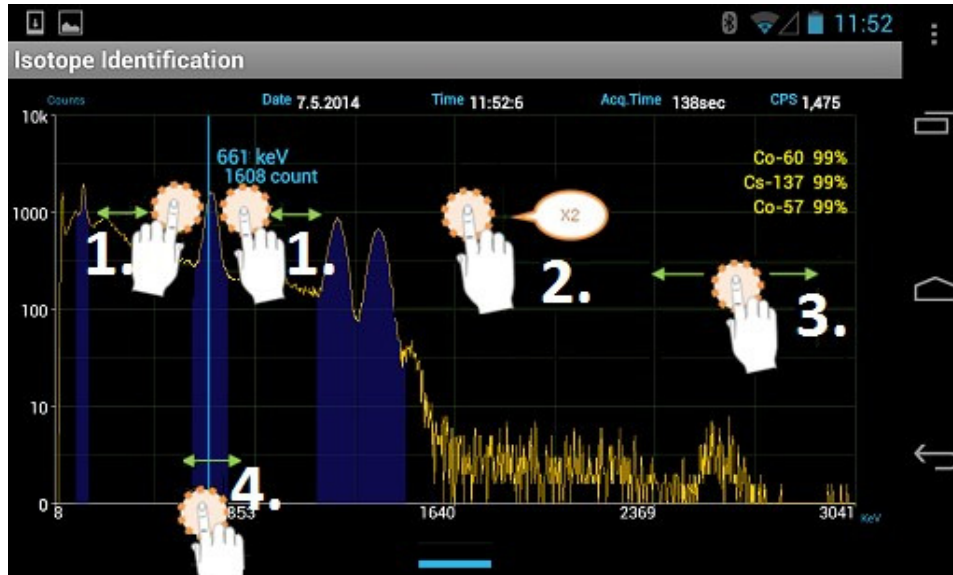 11:52
Isotope Identification
Counts
Date 7.5.2014 Time 11:52:6 Acq.Time 138sec CPS 1,475
10k
661 keV
1608 count
Co-60 99%
Cs-137 99%
Co-57 99%
1000
X2
1. 1. 2. 3.
100
10
4.
0
8 853 1640 2369 3041 KeV